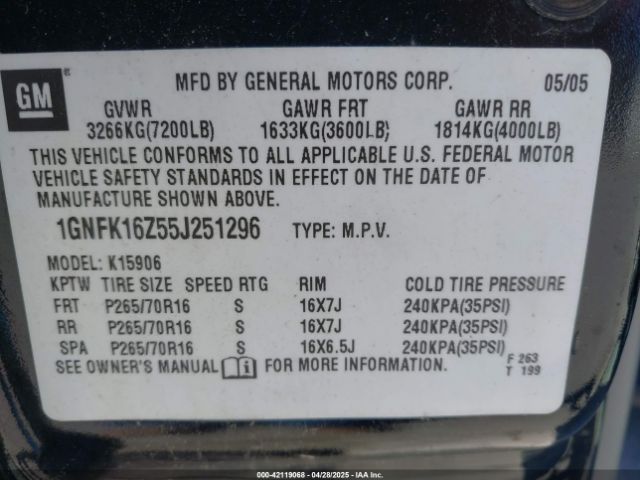 GM ®
MFD BY GENERAL MOTORS CORP. 05/05
GVWR GAWR FRT GAWR RR
3266KG(7200LB) 1633KG(3600LB) 1814KG(4000LB)
THIS VEHICLE CONFORMS TO ALL APPLICABLE U.S. FEDERAL MOTOR
VEHICLE SAFETY STANDARDS IN EFFECT ON THE DATE OF
MANUFACTURE SHOWN ABOVE.
1GNFK16Z55J251296 TYPE: M.P.V.
MODEL: K15906
KPTW TIRE SIZE SPEED RTG RIM COLD TIRE PRESSURE
FRT P265/70R16 S 16X7J 240KPA(35PSI)
RR P265/70R16 S 16X7J 240KPA(35PSI)
SPA P265/70R16 S 16X6.5J 240KPA(35PSI)
SEE OWNER'S MANUAL FOR MORE INFORMATION.
F 263
T 199
000-42119068 | 04/28/2025 - IAAI.com